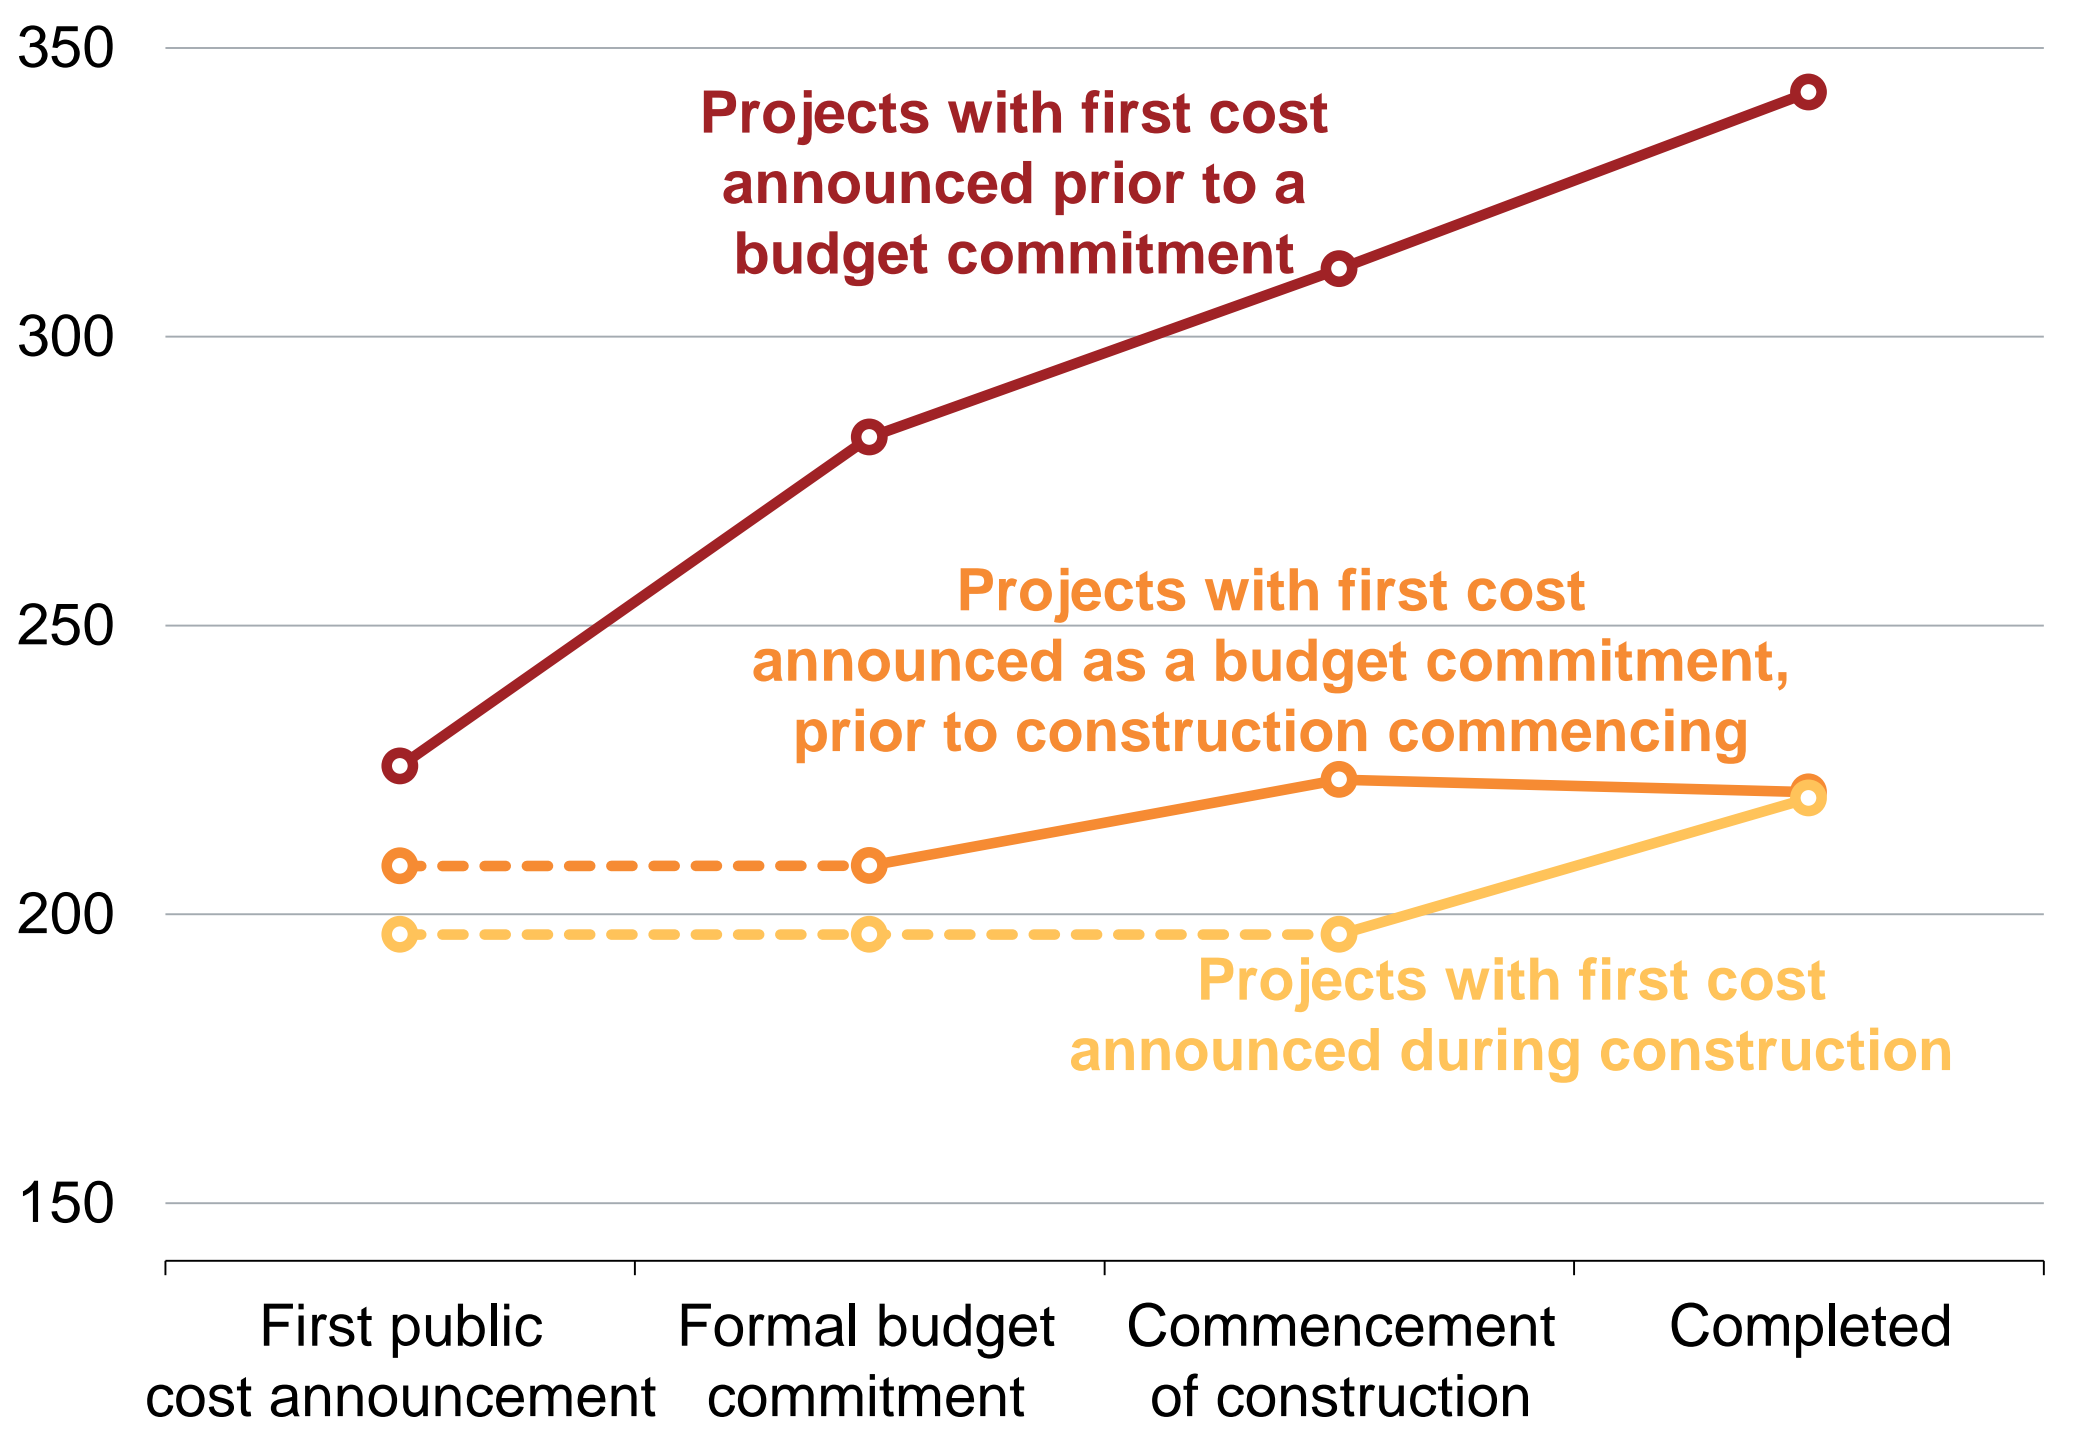 350
Projects with first cost
announced prior to a
budget commitment
300
Projects with first cost
250
announced as a budget commitment,
prior to construction commencing
200
Projects with first cost
announced during construction
150
First public
cost announcement
Formal budget
commitment
Commencement
of construction
Completed